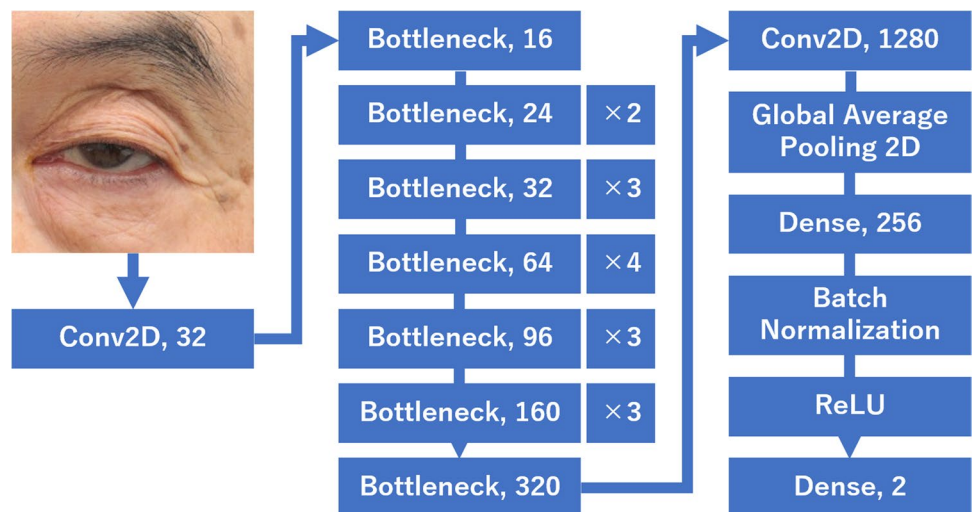 Conv2D, 32
Bottleneck, 16
Bottleneck, 24 ×2
Bottleneck, 32 ×3
Bottleneck, 64 ×4
Bottleneck, 96 ×3
Bottleneck, 160 ×3
Bottleneck, 320
Conv2D, 1280
Global Average
Pooling 2D
Dense, 256
Batch
Normalization
ReLU
Dense, 2